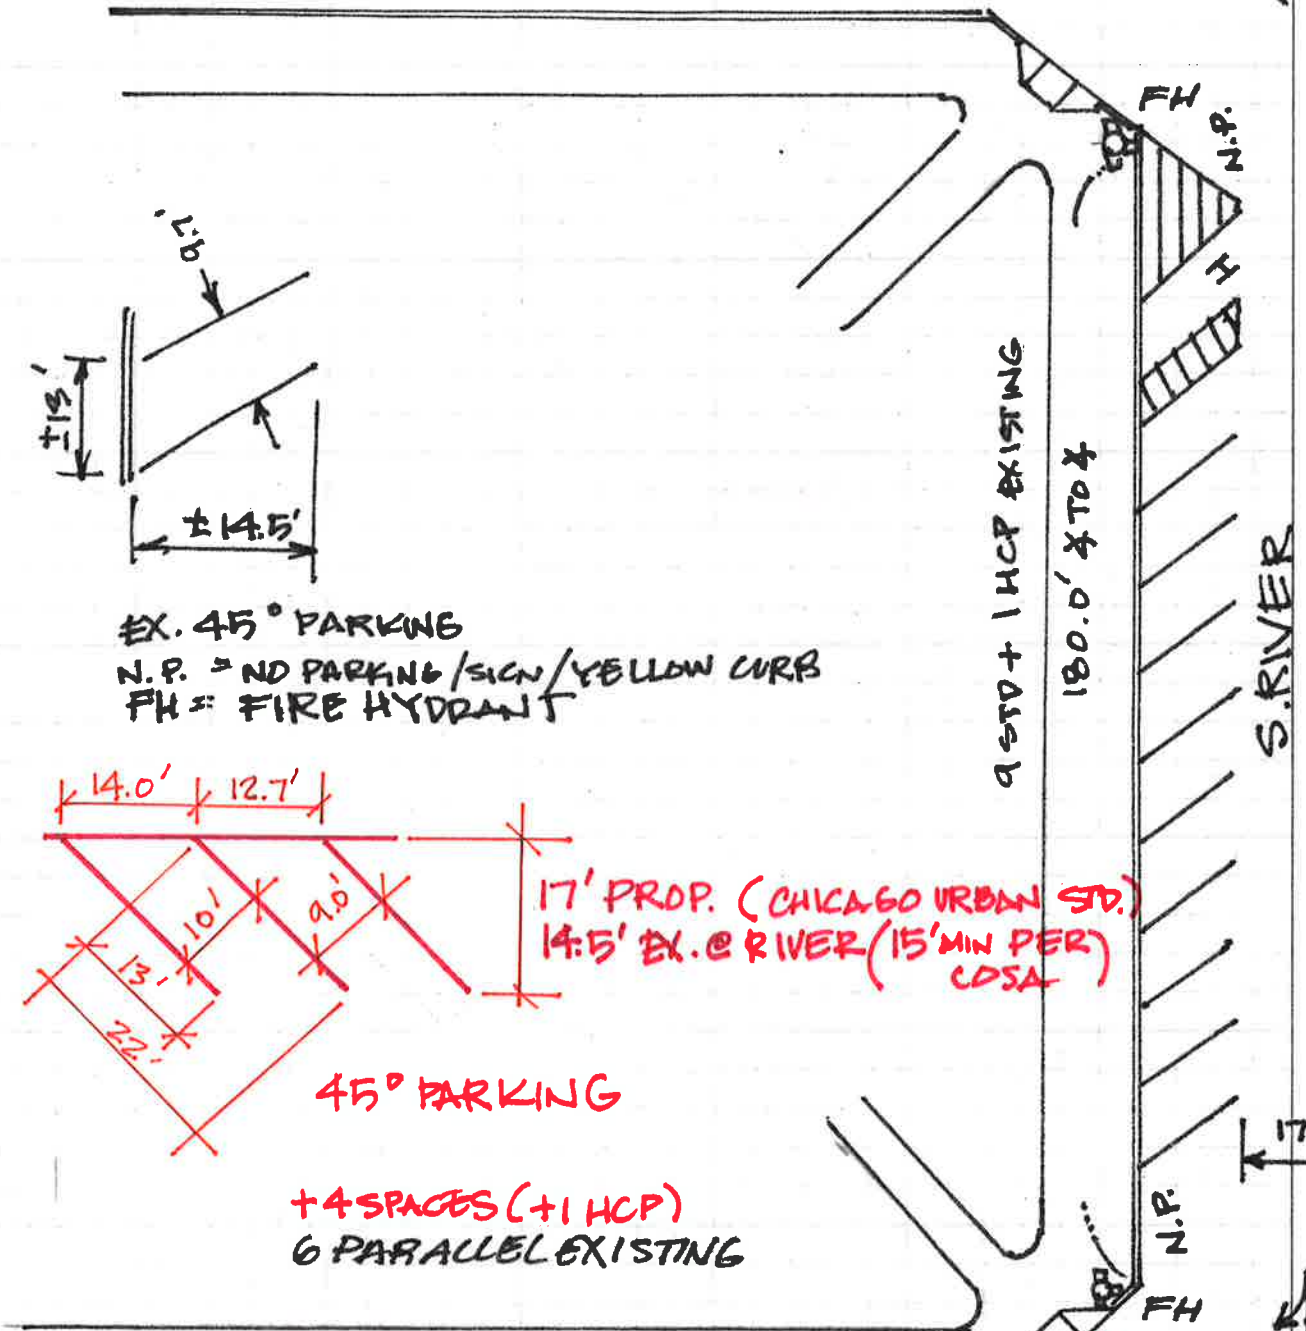 FH
N.P.
H
9.7'
±13'
±14.5'
EX. 45° PARKING
N.P. = NO PARKING/SIGN/YELLOW CURB
FH = FIRE HYDRANT
9 STD + 1 HCP EXISTING
180.0' ⅊ TO ⅊
S. RIVER
14.0'
12.7'
10'
9.0'
13'
22'
17' PROP. (CHICAGO URBAN STD.)
14.5' EX. @ RIVER (15' MIN PER
COSA)
45° PARKING
+4 SPACES (+1 HCP)
6 PARALLEL EXISTING
17
N.P.
FH